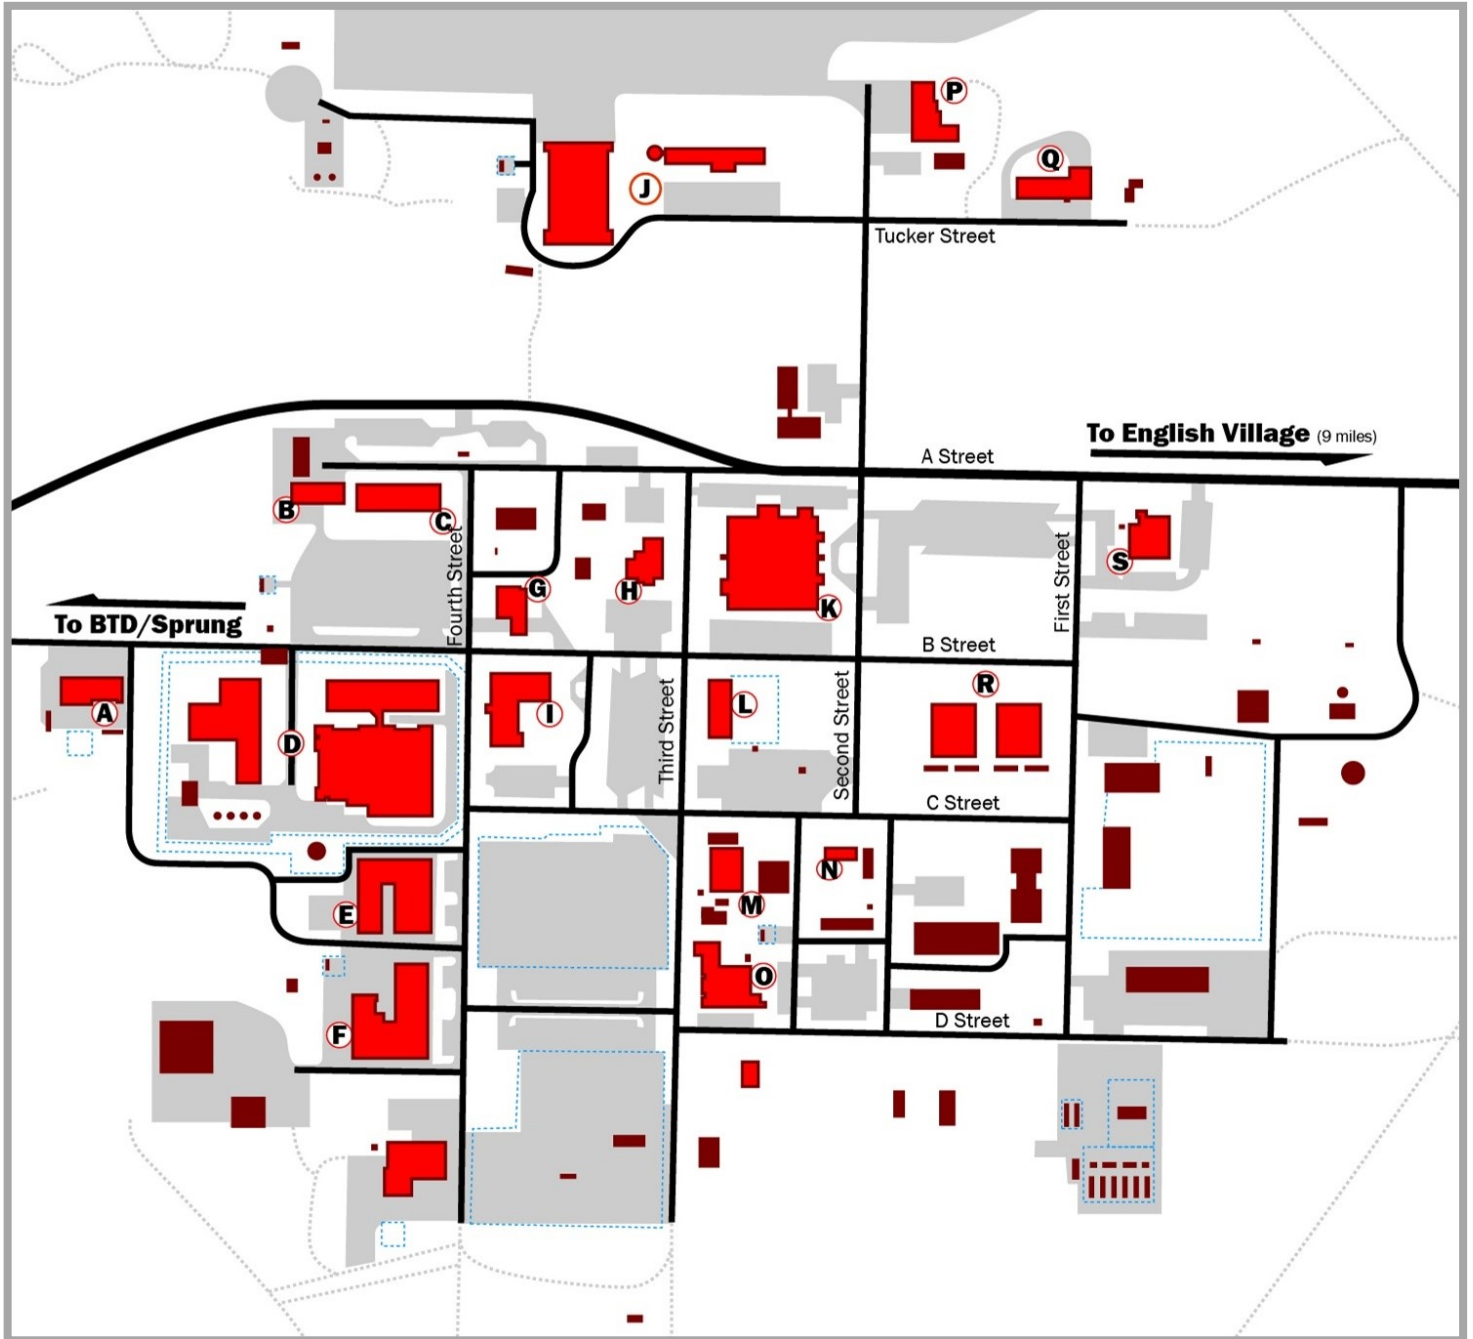 P
Q
J
Tucker Street
To English Village (9 miles)
A Street
B
C
Fourth Street
G
H
K
First Street
S
To BTD/Sprung
B Street
A
D
I
Third Street
L
Second Street
R
C Street
E
M
N
O
F
D Street